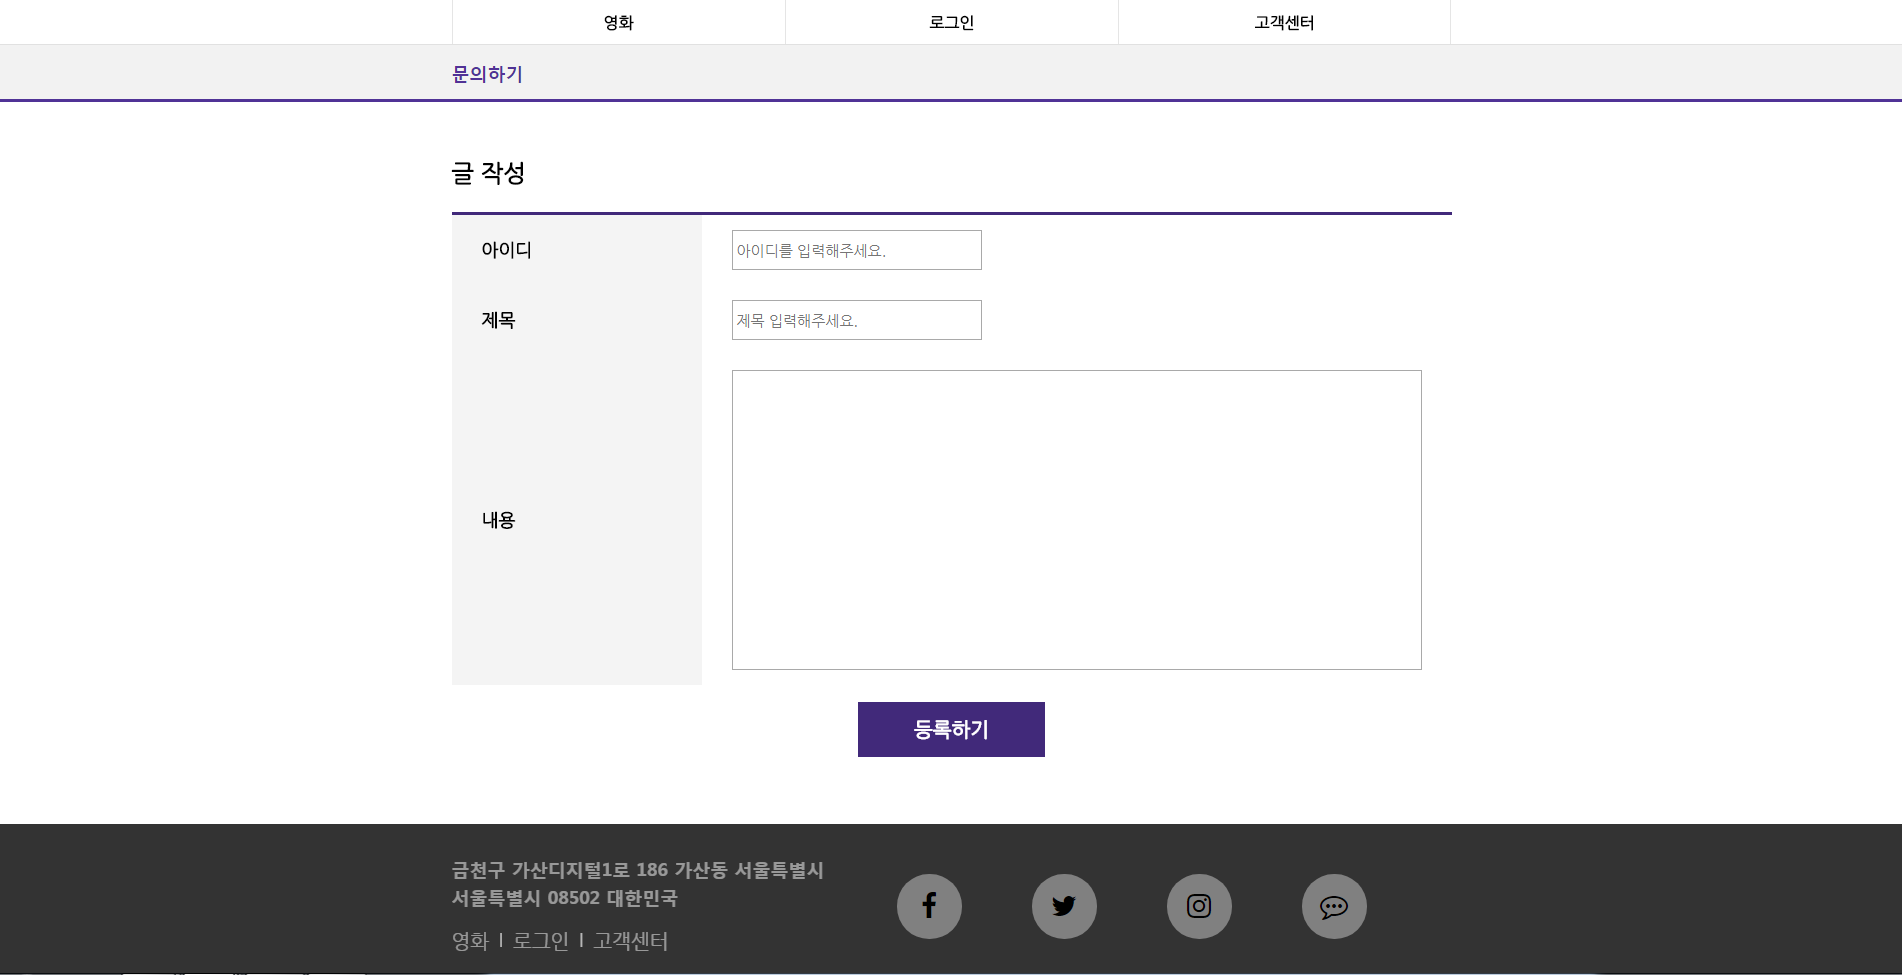 영화 로그인 고객센터
문의하기
글 작성
아이디 아이디를 입력해주세요.
제목 제목 입력해주세요.
내용
등록하기
금천구 가산디지털1로 186 가산동 서울특별시
서울특별시 08502 대한민국
영화 l 로그인 l 고객센터